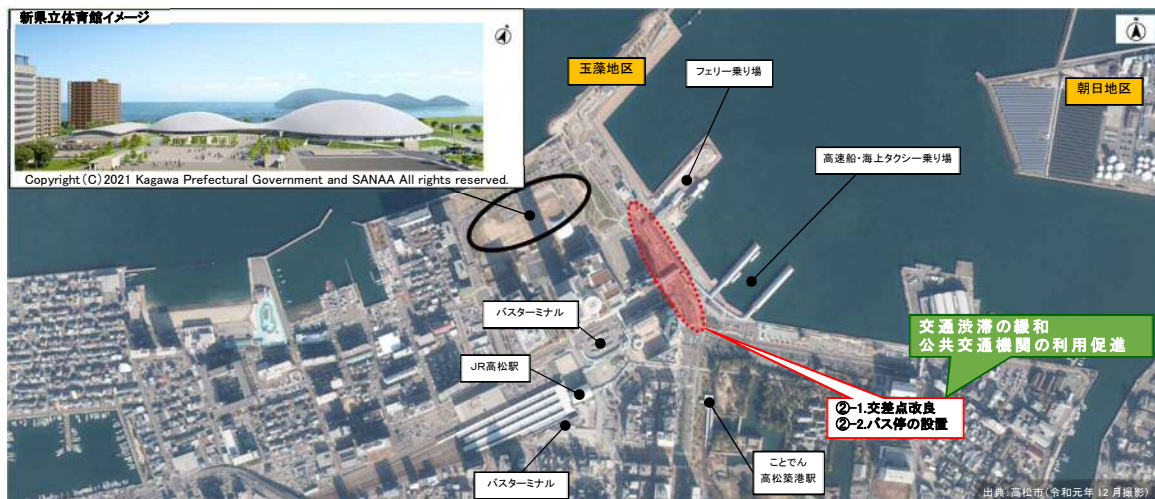 新県立体育館イメージ
Copyright(C)2021 Kagawa Prefectural Government and SANAA All rights reserved.
玉藻地区
フェリー乗り場
朝日地区
高速船・海上タクシー乗り場
バスターミナル
JR高松駅
バスターミナル
ことでん
高松築港駅
交通渋滞の緩和
公共交通機関の利用促進
②-1.交差点改良
②-2.バス停の設置
出典:高松市(令和元年12月撮影)